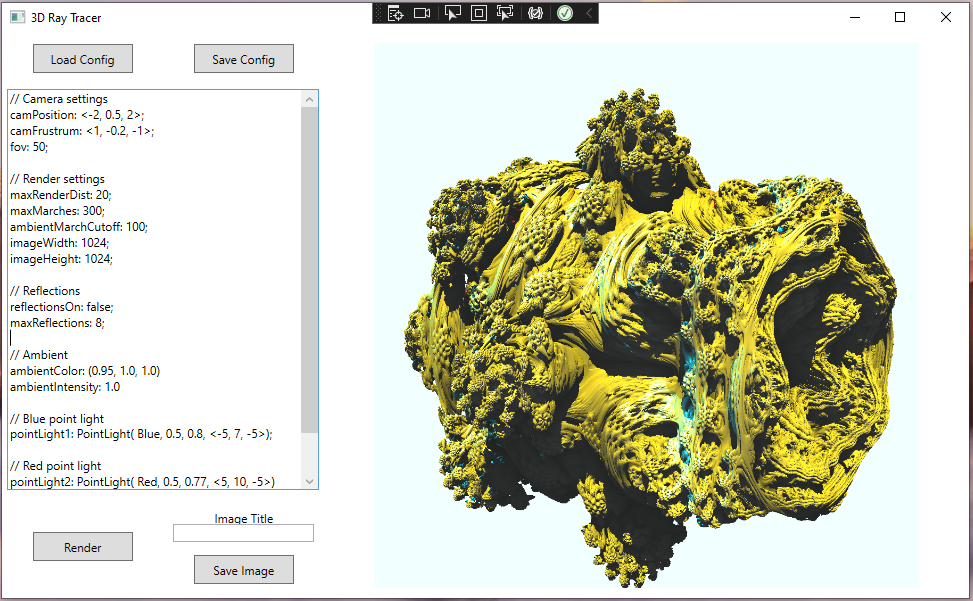 3D Ray Tracer
Load Config
Save Config
// Camera settings
camPosition: <-2, 0.5, 2>;
camFrustrum: <1, -0.2, -1>;
fov: 50;
// Render settings
maxRenderDist: 20;
maxMarches: 300;
ambientMarchCutoff: 100;
imageWidth: 1024;
imageHeight: 1024;
// Reflections
reflectionsOn: false;
maxReflections: 8;
// Ambient
ambientColor: (0.95, 1.0, 1.0)
ambientIntensity: 1.0
// Blue point light
pointLight1: PointLight( Blue, 0.5, 0.8, <-5, 7, -5>);
// Red point light
pointLight2: PointLight( Red, 0.5, 0.77, <5, 10, -5>)
Image Title
Render
Save Image